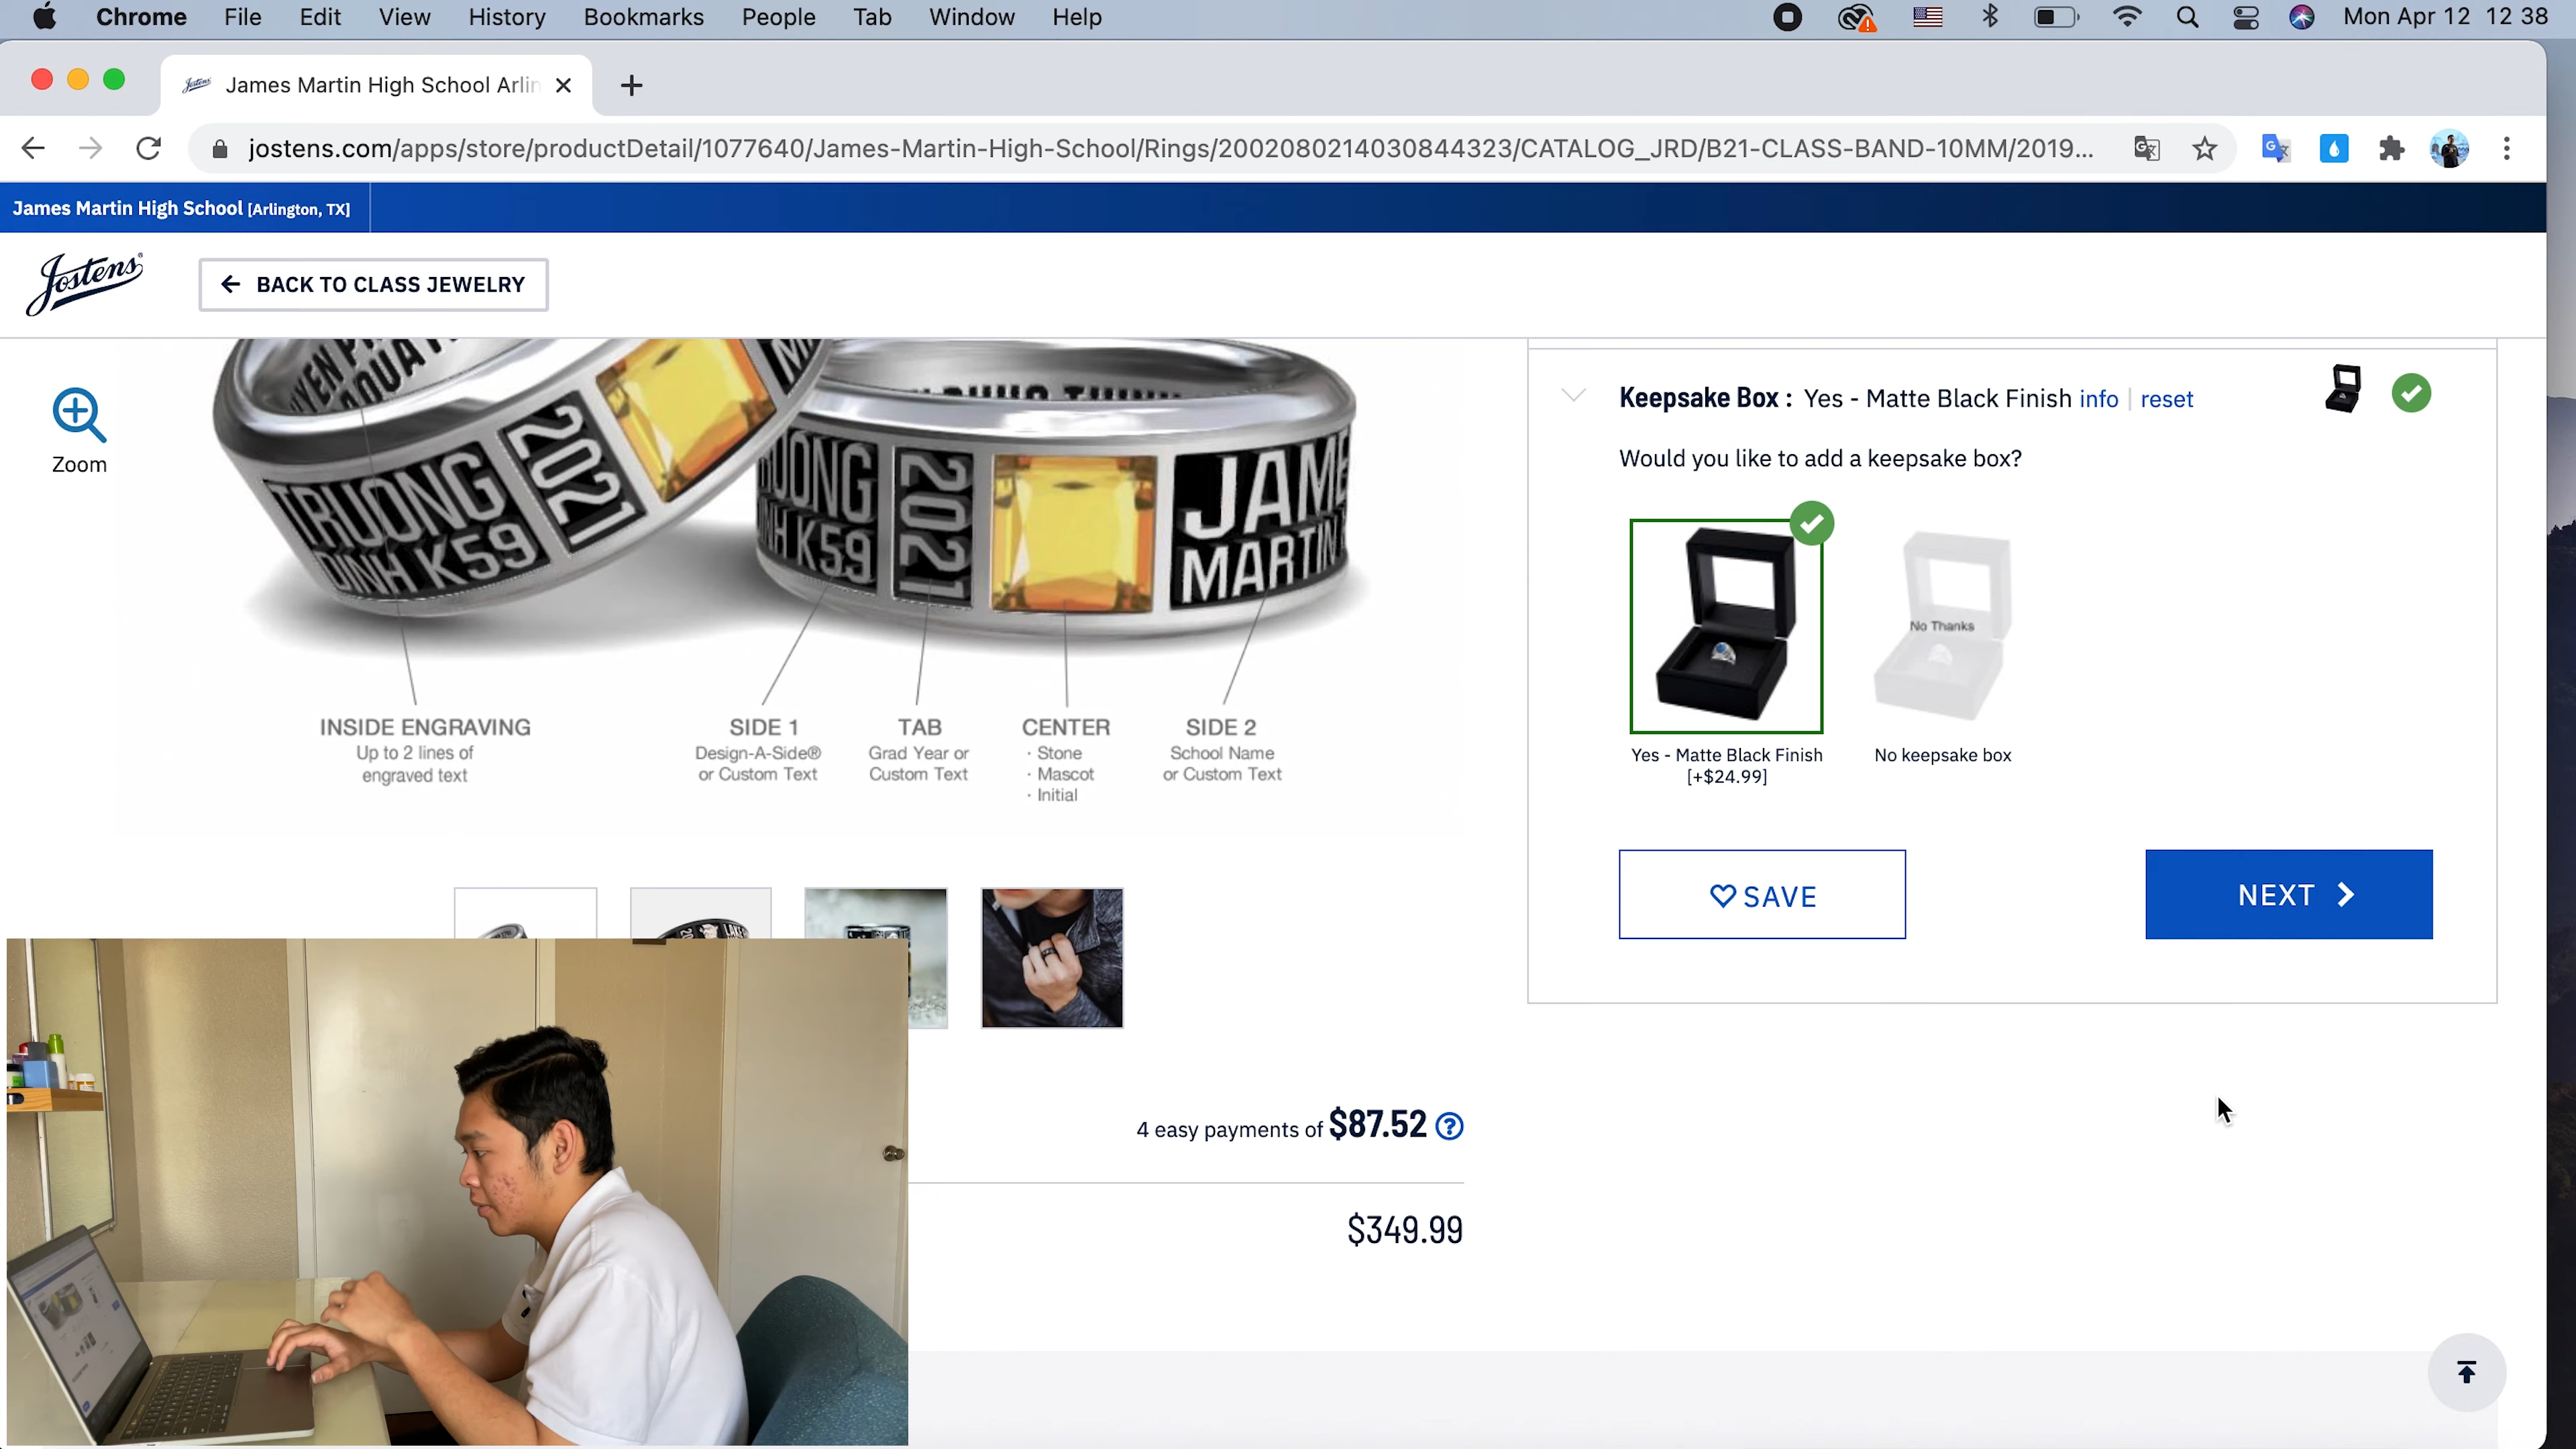 Chrome File Edit View History Bookmarks People Tab Window Help Mon Apr 12 12 38
Jostens James Martin High School Arlin
jostens.com/apps/store/productDetail/1077640/James-Martin-High-School/Rings/20020802140308443​23/CATALOG_JRD/B21-CLASS-BAND-10MM/2019...
James Martin High School [Arlington, TX]
Jostens
BACK TO CLASS JEWELRY
Zoom
TRUONG
DINH K59
2021
UONG
NH K59
2021
JAME
MARTIN
INSIDE ENGRAVING
Up to 2 lines of
engraved text
SIDE 1
Design-A-Side®
or Custom Text
TAB
Grad Year or
Custom Text
CENTER
· Stone
· Mascot
· Initial
SIDE 2
School Name
or Custom Text
Keepsake Box : Yes - Matte Black Finish info | reset
Would you like to add a keepsake box?
No Thanks
Yes - Matte Black Finish
[+$24.99]
No keepsake box
SAVE
NEXT
4 easy payments of $87.52
$349.99